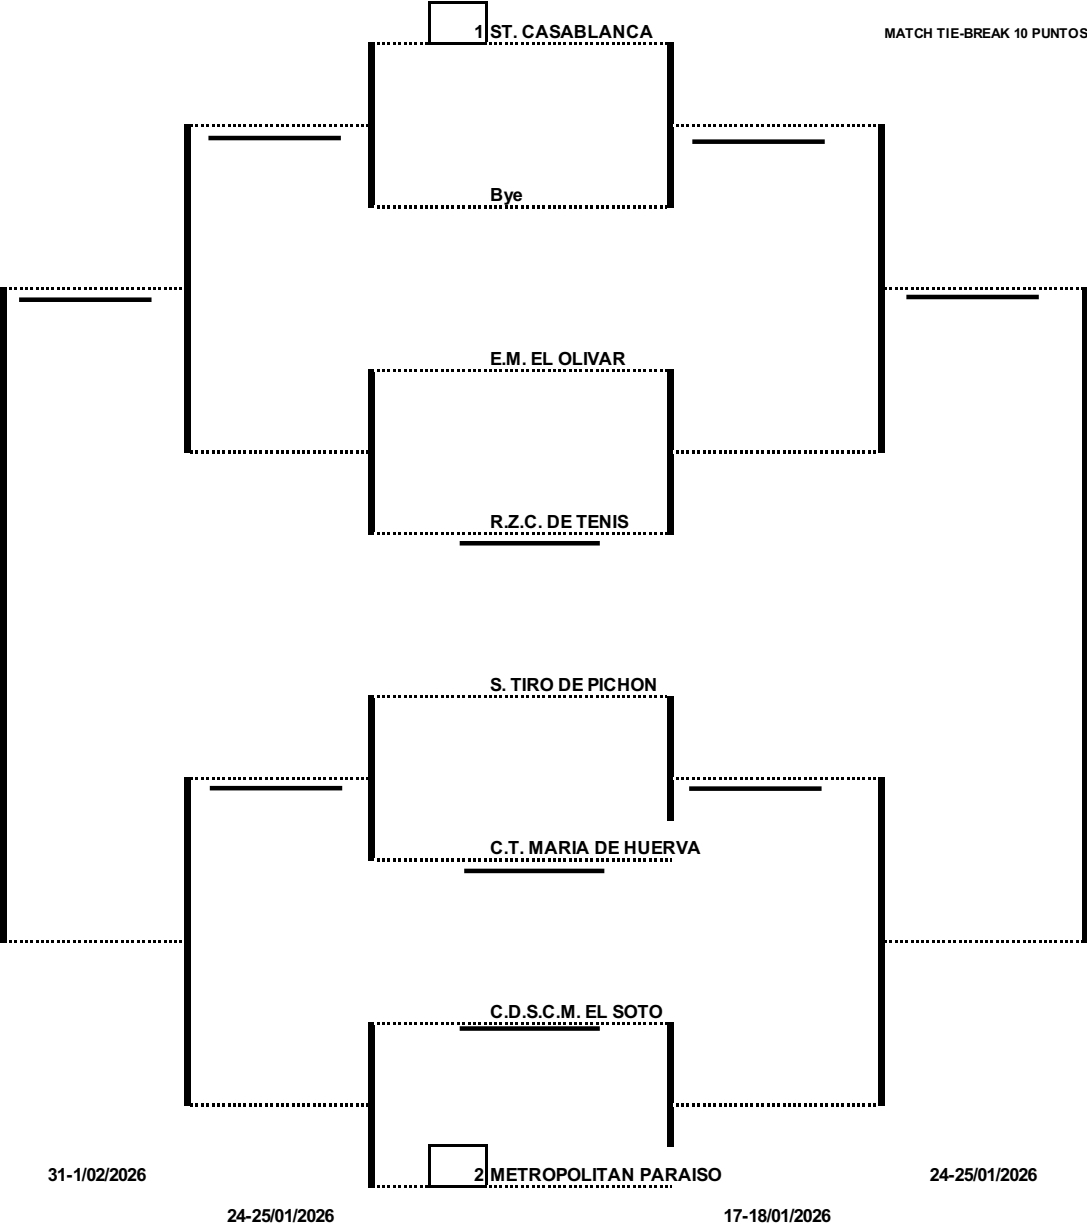 1 ST. CASABLANCA
MATCH TIE-BREAK 10 PUNTOS
Bye
E.M. EL OLIVAR
R.Z.C. DE TENIS
S. TIRO DE PICHON
C.T. MARIA DE HUERVA
C.D.S.C.M. EL SOTO
31-1/02/2026
2 METROPOLITAN PARAISO
24-25/01/2026
24-25/01/2026
17-18/01/2026